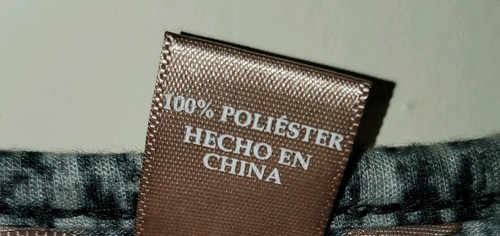 100% POLIÉSTER
HECHO EN
CHINA